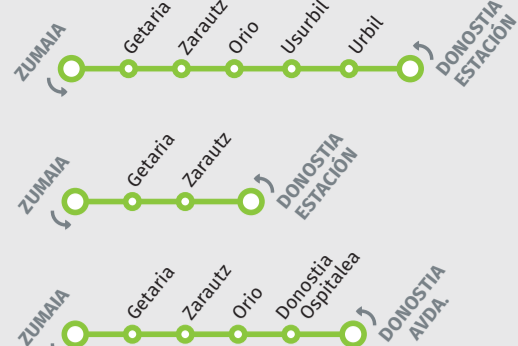 ZUMAIA
Getaria
Zarautz
Orio
Usurbil
Urbil
DONOSTIA
ESTACIÓN
ZUMAIA
Getaria
Zarautz
DONOSTIA
ESTACIÓN
ZUMAIA
Getaria
Zarautz
Orio
Donostia
Ospitalea
DONOSTIA
AVDA.